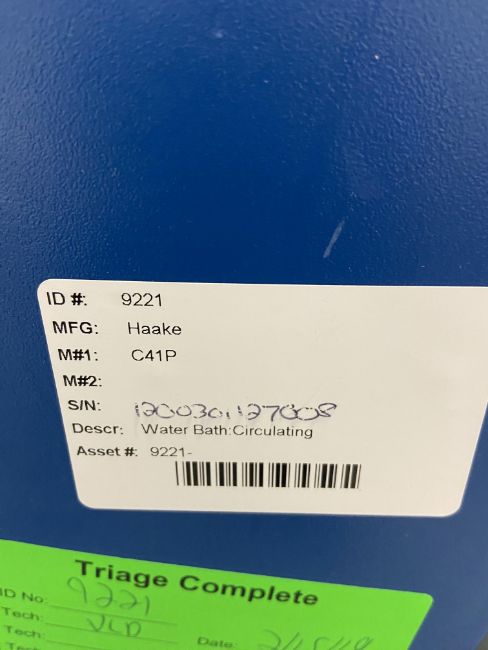 ID #: 9221
MFG: Haake
M#1: C41P
M#2:
S/N: 1200301127008
Descr: Water Bath:Circulating
Asset #: 9221-
Triage Complete
ID No: 9221
Tech: VLD
Tech:
Date: